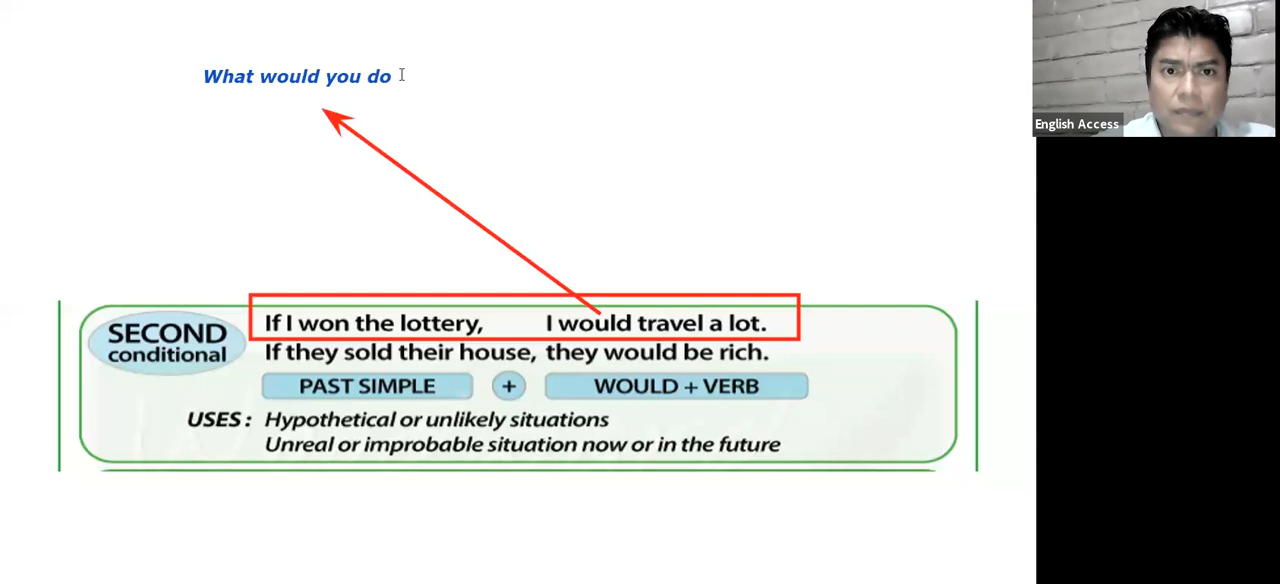 What would you do
English Access
SECOND
conditional
If I won the lottery, I would travel a lot.
If they sold their house, they would be rich.
PAST SIMPLE + WOULD + VERB
USES : Hypothetical or unlikely situations
Unreal or improbable situation now or in the future